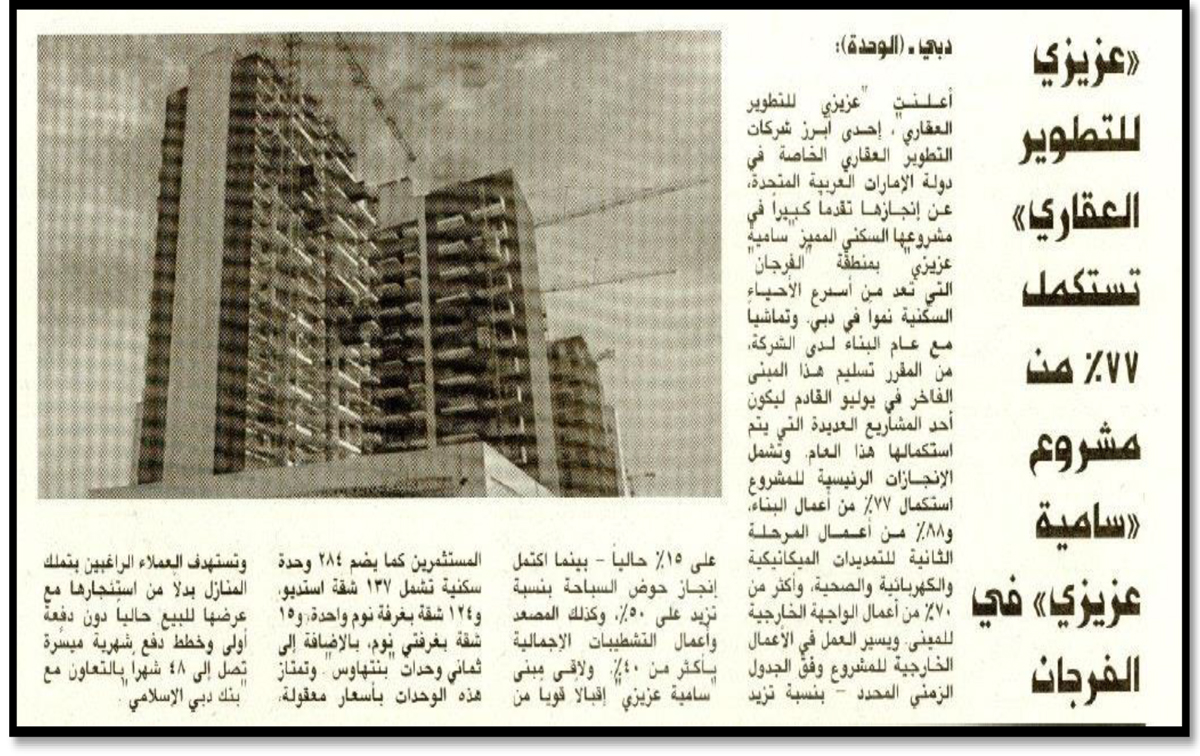 «عزيزي
للتطوير
العقاري»
تستكمل
٧٧٪ من
مشروع
«سامية
عزيزي» في
الفرجان
دبي ـ (الوحدة):
أعلنت "عزيزي للتطوير
العقاري"، إحدى أبرز شركات
التطوير العقاري الخاصة في
دولة الإمارات العربية المتحدة،
عن إنجازها تقدماً كبيراً في
مشروعها السكني المميز "سامية
عزيزي" بمنطقة "الفرجان"
التي تعد من أسرع الأحياء
السكنية نموا في دبي. وتماشياً
مع عام البناء لدى الشركة،
من المقرر تسليم هذا المبنى
الفاخر في يوليو القادم ليكون
أحد المشاريع العديدة التي يتم
استكمالها هذا العام. وتشمل
الإنجازات الرئيسية للمشروع
استكمال ٧٧٪ من أعمال البناء،
و٨٨٪ من أعمال المرحلة
الثانية للتمديدات الميكانيكية
والكهربائية والصحية، وأكثر من
٧٠٪ من أعمال الواجهة الخارجية
للمبنى. ويسير العمل في الأعمال
الخارجية للمشروع وفق الجدول
الزمني المحدد – بنسبة تزيد
على ١٥٪ حالياً – بينما اكتمل
إنجاز حوض السباحة بنسبة
تزيد على ٥٠٪، وكذلك المصعد
وأعمال التشطيبات الإجمالية
بأكثر من ٤٠٪. ولاقى مبنى
"سامية عزيزي" إقبالا قويا من
المستثمرين كما يضم ٢٨٤ وحدة
سكنية تشمل ١٣٧ شقة استديو،
و١٢٤ شقة بغرفة نوم واحدة، و١٥
شقة بغرفتي نوم، بالإضافة إلى
ثماني وحدات "بنتهاوس". وتمتاز
هذه الوحدات بأسعار معقولة،
وتستهدف العملاء الراغبين بتملك
المنازل بدلاً من استئجارها مع
عرضها للبيع حالياً دون دفعة
أولى وخطط دفع شهرية ميسّرة
تصل إلى ٤٨ شهراً بالتعاون مع
"بنك دبي الإسلامي".